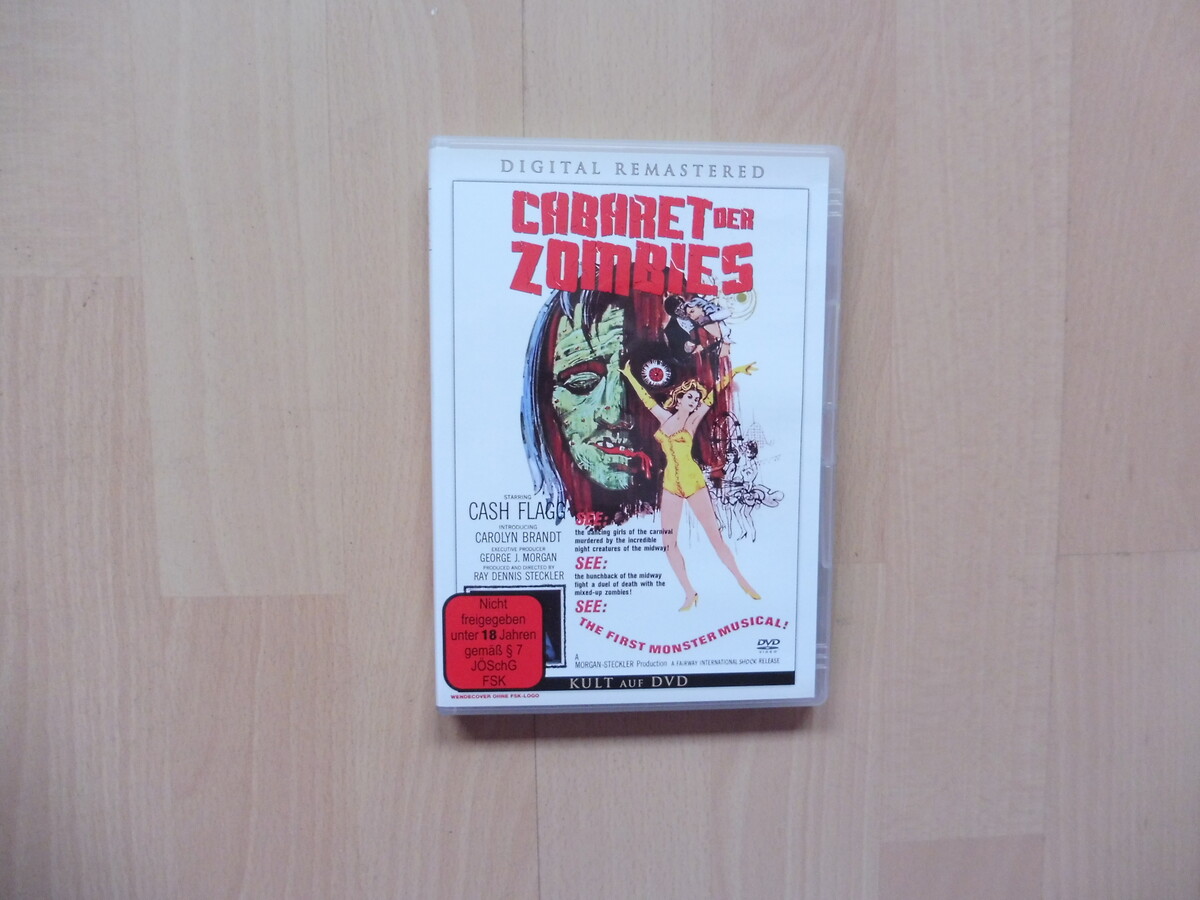 DIGITAL REMASTERED
CABARET DER
ZOMBIES
STARRING
CASH FLAGG
INTRODUCING
CAROLYN BRANDT
EXECUTIVE PRODUCER
GEORGE J. MORGAN
PRODUCED AND DIRECTED BY
RAY DENNIS STECKLER
SEE:
the dancing girls of the carnival
murdered by the incredible
night creatures of the midway!
SEE:
the hunchback of the midway
fight a duel of death with the
mixed-up zombies!
SEE:
THE FIRST MONSTER MUSICAL!
DVD
VIDEO
A
MORGAN-STECKLER Production A FAIRWAY INTERNATIONAL SHOCK RELEASE
Nicht
freigegeben
unter 18 Jahren
gemäß § 7
JÖSchG
FSK
KULT AUF DVD
WENDECOVER OHNE FSK-LOGO